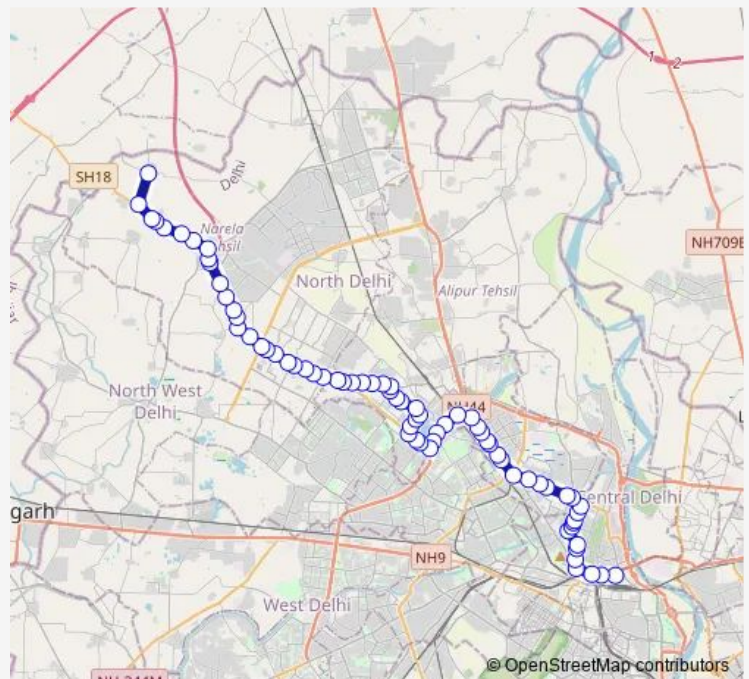 1
2
SH18
Delhi
Narela
NH709B
North Delhi
Alipur Tehsil
North West
Delhi
NH44
Central Delhi
garh
NH9
West Delhi
© OpenStreetMap contributors